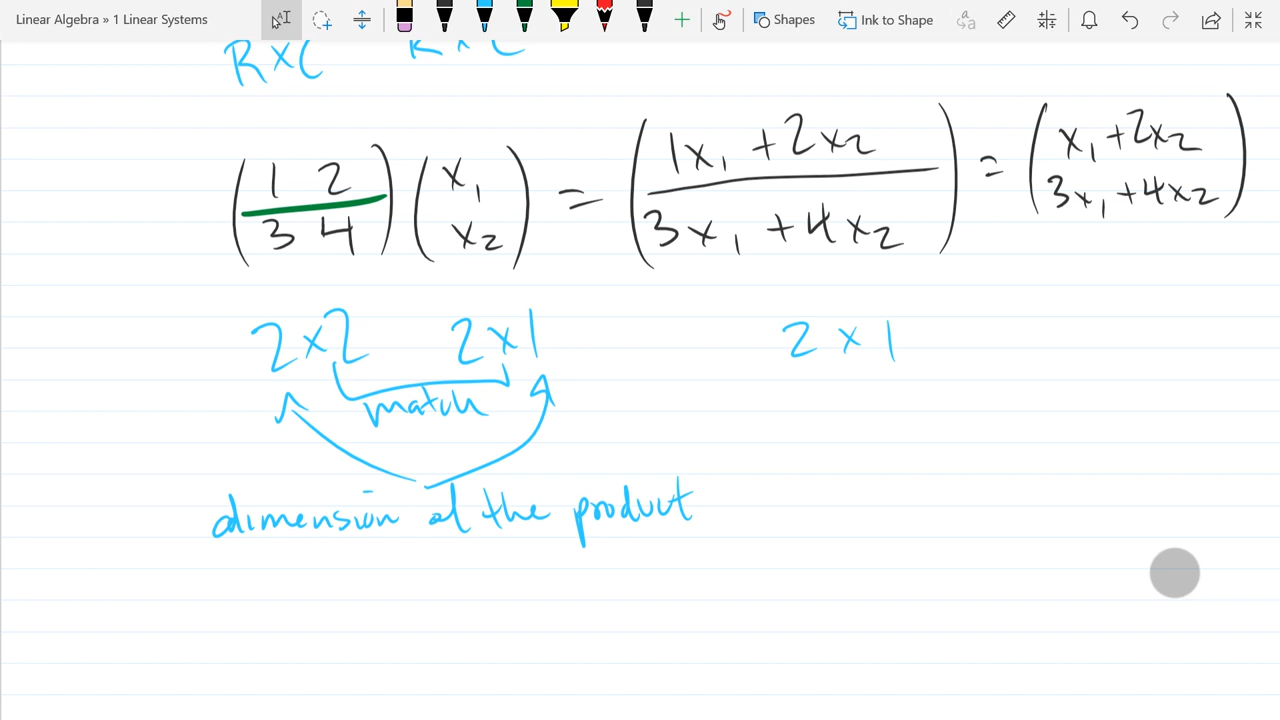 Linear Algebra » 1 Linear Systems Shapes Ink to Shape
R×C R×C
(1 2 3 4) (x₁ x₂) = (1x₁ + 2x₂ 3x₁ + 4x₂) = (x₁ + 2x₂ 3x₁ + 4x₂)
2×2 2×1 2×1
match
dimension of the product